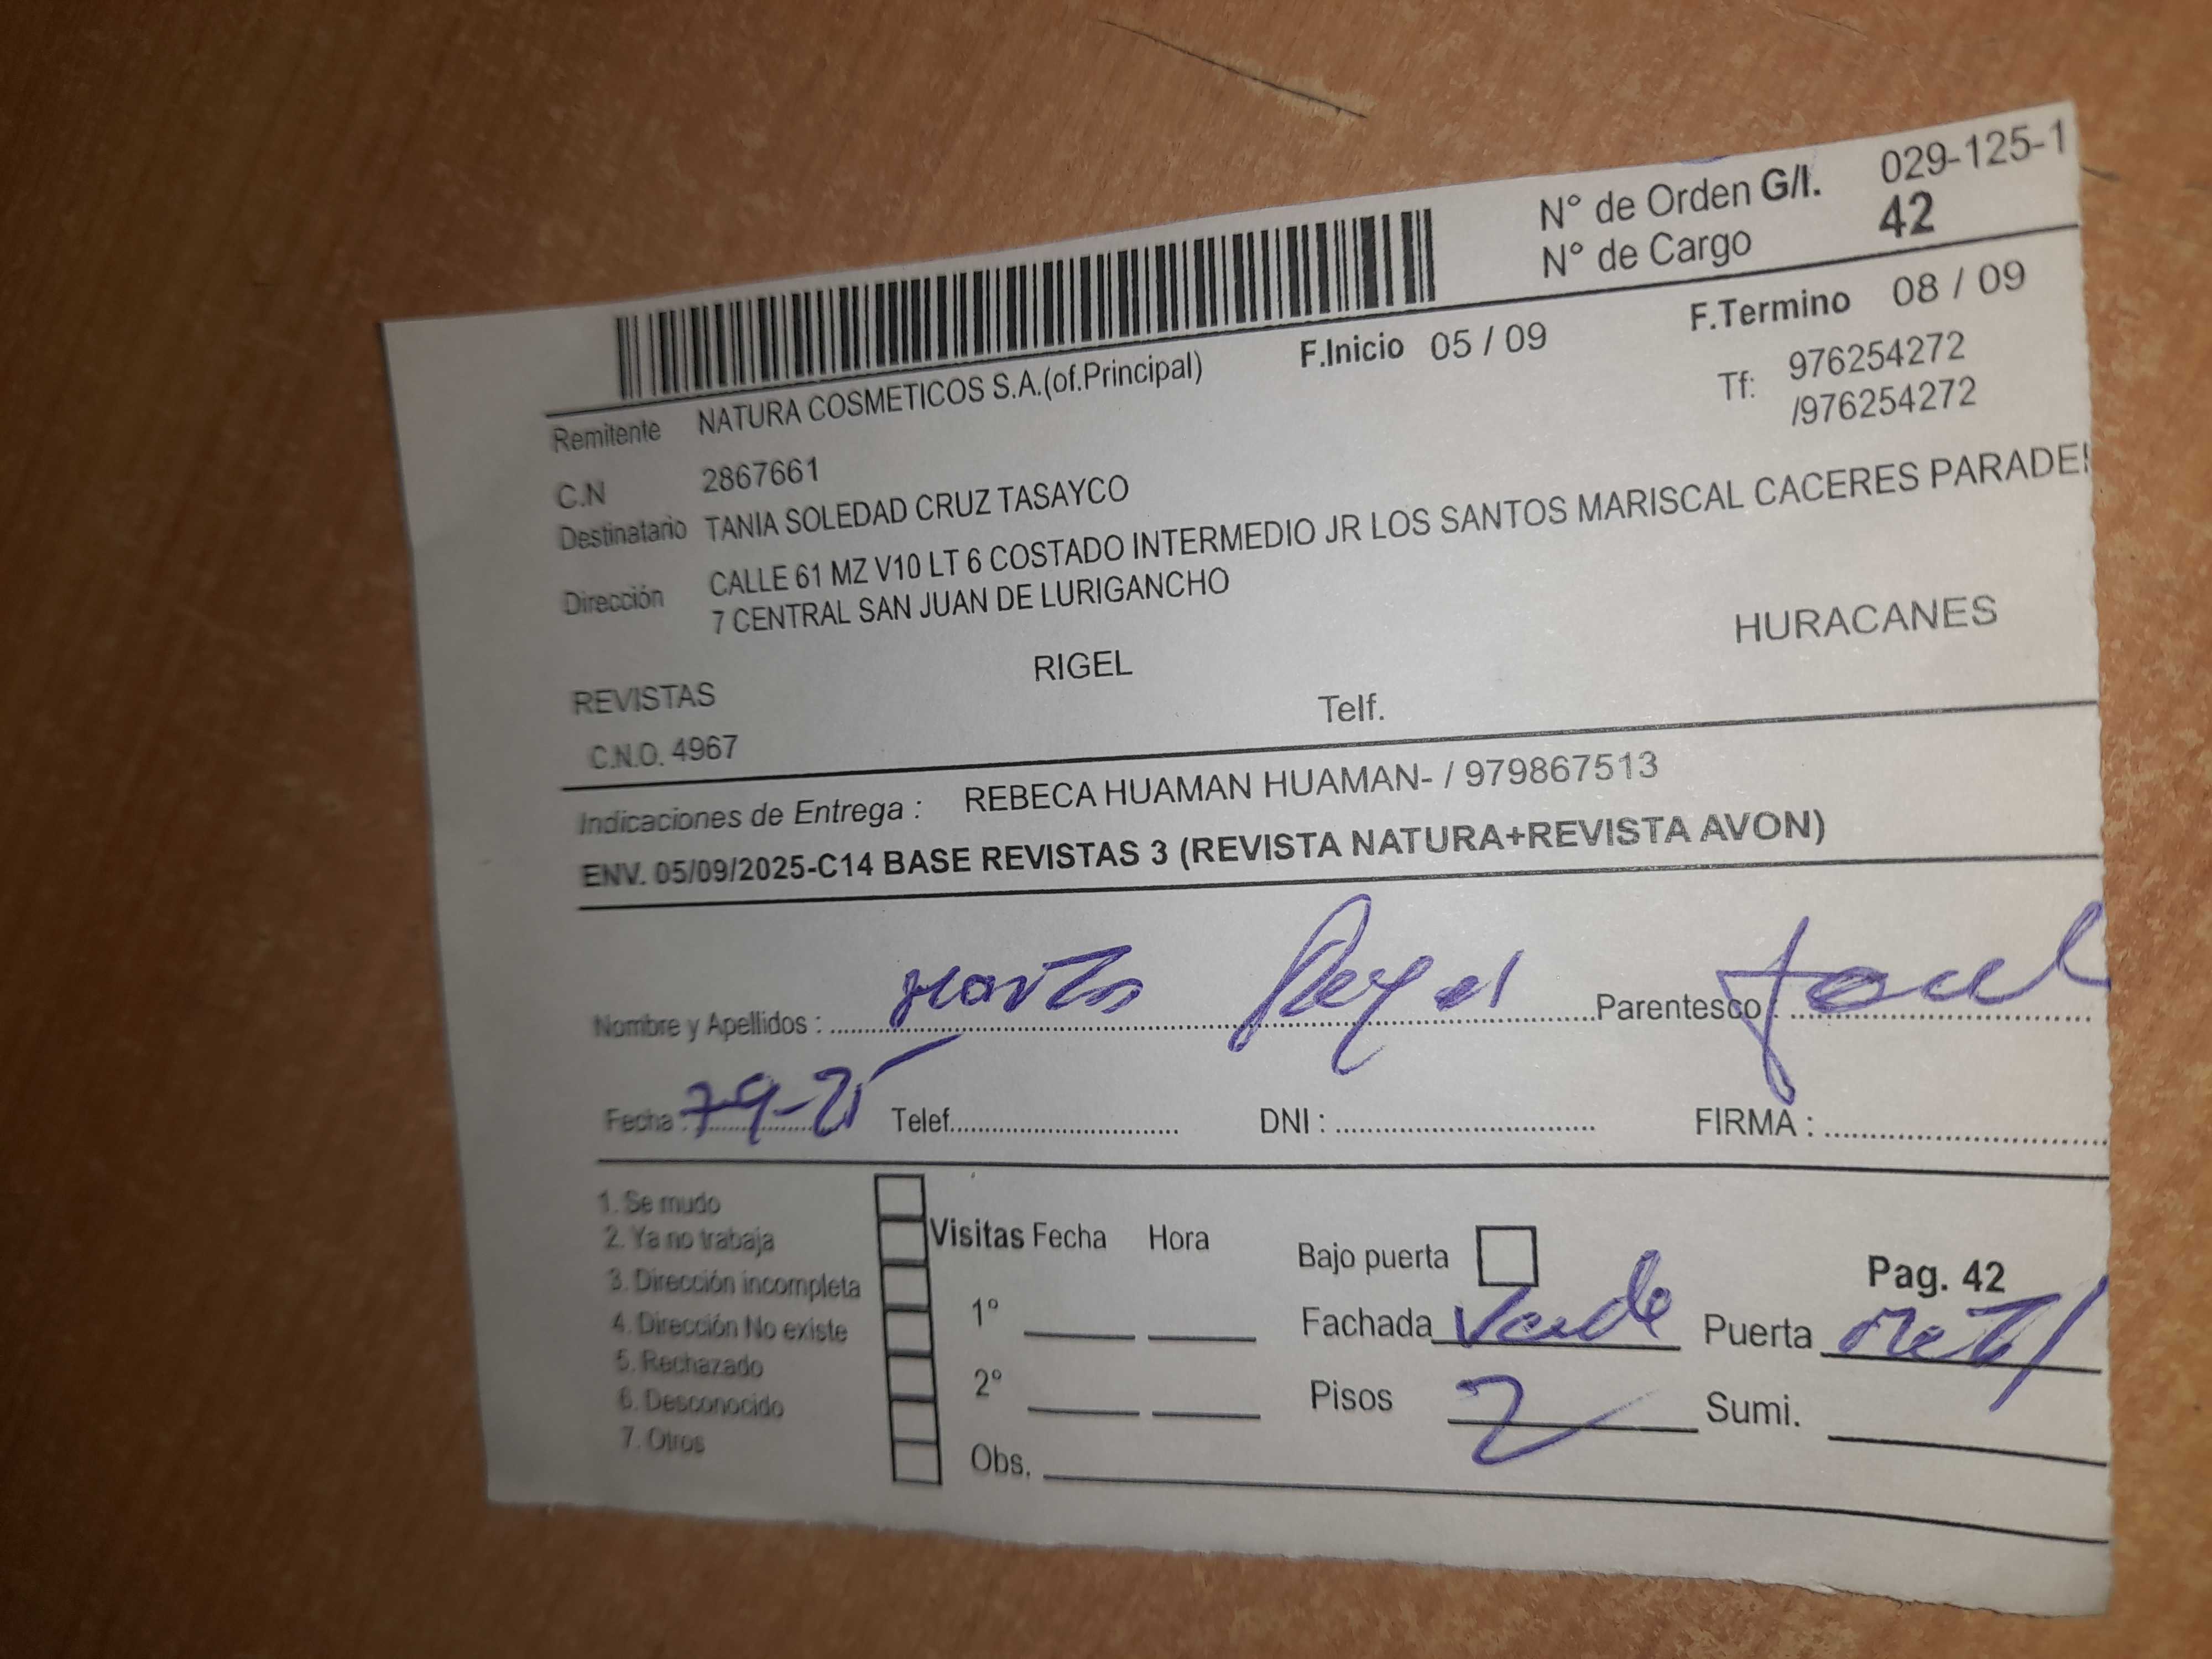 N° de Orden G/I. 029-125-1
N° de Cargo 42
F.Inicio 05 / 09 F.Termino 08 / 09
Remitente NATURA COSMETICOS S.A.(of.Principal) Tf: 976254272
/976254272
C.N 2867661
Destinatario TANIA SOLEDAD CRUZ TASAYCO
Dirección CALLE 61 MZ V10 LT 6 COSTADO INTERMEDIO JR LOS SANTOS MARISCAL CACERES
7 CENTRAL SAN JUAN DE LURIGANCHO
REVISTAS RIGEL HURACANES
C.N.O. 4967 Telf.
Indicaciones de Entrega : REBECA HUAMAN HUAMAN- / 979867513
ENV. 05/09/2025-C14 BASE REVISTAS 3 (REVISTA NATURA+REVISTA AVON)
Nombre y Apellidos : Parentesco :
Fecha : 7-9-25 Telef. DNI : FIRMA :
1. Se mudo
2. Ya no trabaja
3. Dirección incompleta
4. Dirección No existe
5. Rechazado
6. Desconocido
7. Otros
Visitas Fecha Hora
1°
2°
Obs.
Bajo puerta Pag. 42
Fachada Verde Puerta Metal
Pisos 2 Sumi.